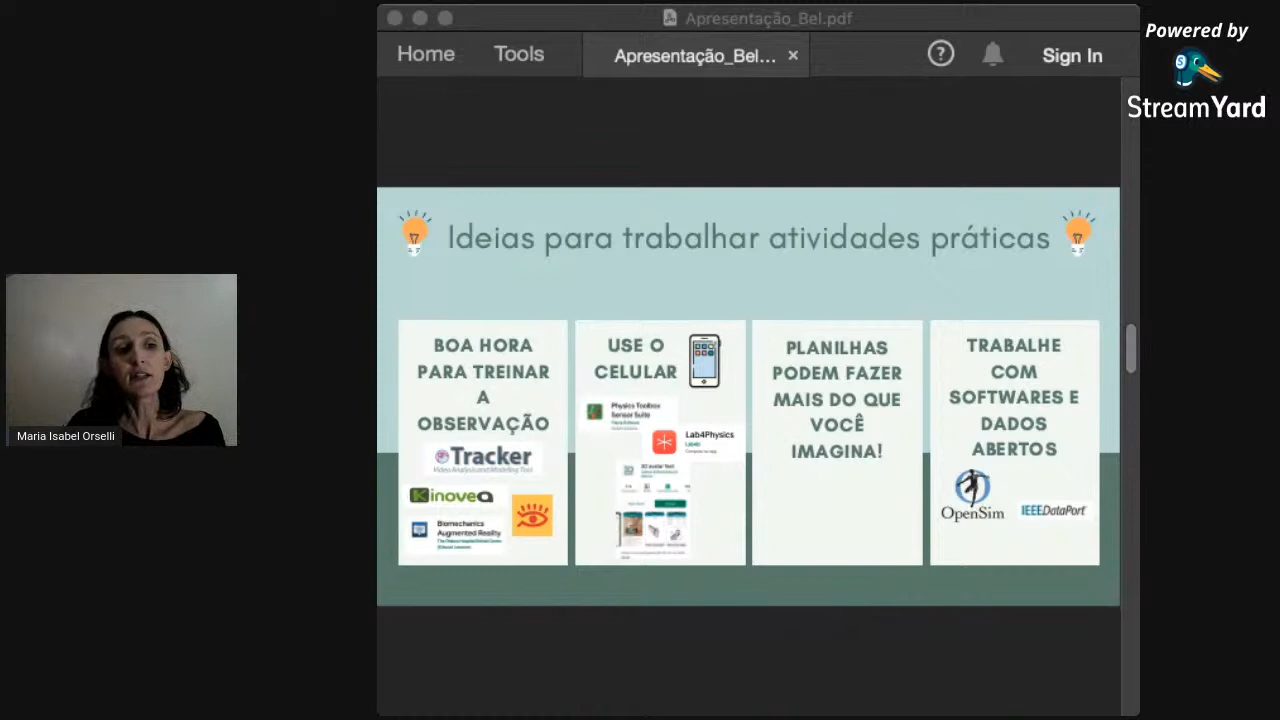 Apresentação_Bel.pdf
Home
Tools
Apresentação_Bel...
Sign In
Powered by
StreamYard
Ideias para trabalhar atividades práticas
BOA HORA
PARA TREINAR
A
OBSERVAÇÃO
Tracker
Video Analysis and Modeling Tool
Kinovea
Biomechanics
Augmented Reality
USE O
CELULAR
Physics Toolbox
Sensor Suite
Lab4Physics
PLANILHAS
PODEM FAZER
MAIS DO QUE
VOCÊ
IMAGINA!
TRABALHE
COM
SOFTWARES E
DADOS
ABERTOS
OpenSim
IEEE DataPort
Maria Isabel Orselli